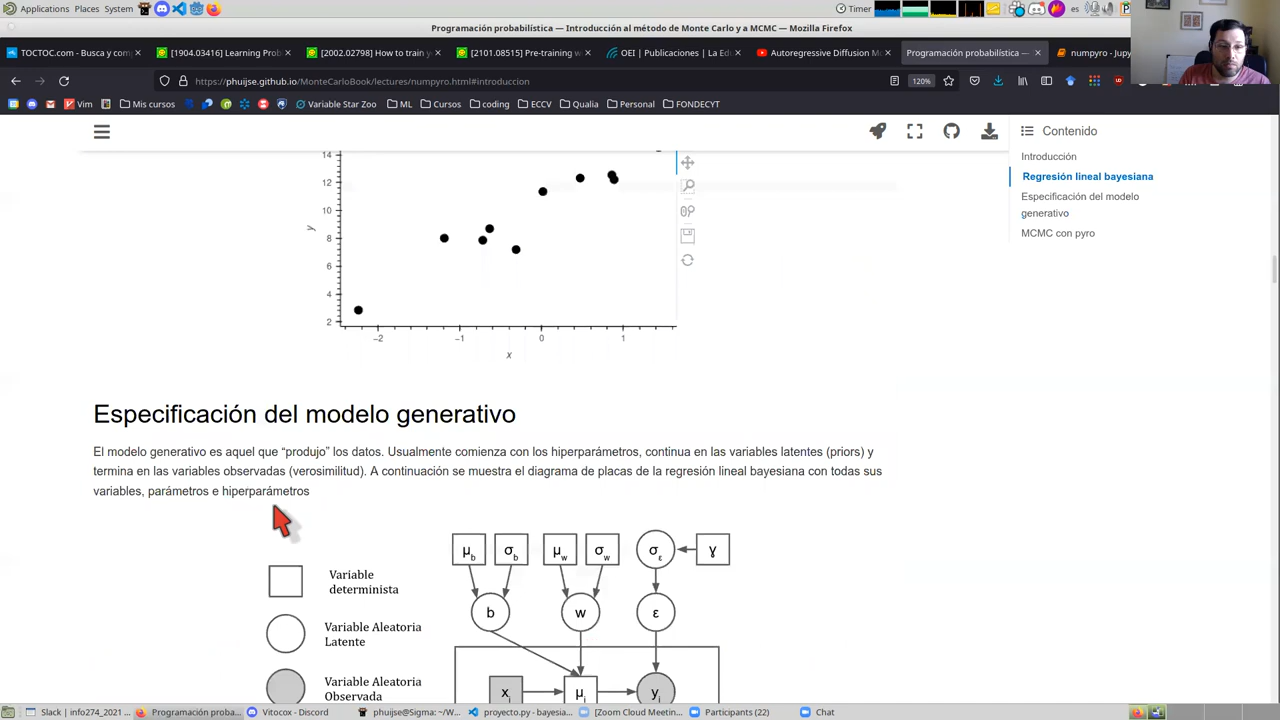 Applications Places System
Timer
es
Programación probabilística — Introducción al método de Monte Carlo y a MCMC — Mozilla Firefox
TOCTOC.com - Busca y com
[1904.03416] Learning Prob
[2002.02798] How to train y
[2101.08515] Training w
OEI | Publicaciones | La Ed
Autoregressive Diffusion M
Programación probabilística —
numpyro - Pyt
https://phuijse.github.io/MonteCarloBook/lectures/numpyro.html#introduccion
120%
Vim
Mis cursos
Variable Star Zoo
ML
Cursos
coding
ECCV
Qualia
Personal
FONDECYT
Contenido
Introducción
Regresión lineal bayesiana
Especificación del modelo
generativo
MCMC con pyro
14
12
10
8
6
4
2
y
−2
−1
0
1
x
Especificación del modelo generativo
El modelo generativo es aquel que “produjo” los datos. Usualmente comienza con los hiperparámetros, continua en las variables latentes (priors) y
termina en las variables observadas (verosimilitud). A continuación se muestra el diagrama de placas de la regresión lineal bayesiana con todas sus
variables, parámetros e hiperparámetros
μb σb μw σw σε ɣ
Variable
determinista
b w ε
Variable Aleatoria
Latente
Variable Aleatoria
Observada
xi μi yi
Slack | info274_2021 ...
Programación proba...
Vitocox - Discord
phuijse@Sigma: ~/...
proyecto.py - bayesia...
[Zoom Cloud Meetin...
Participants (22)
Chat